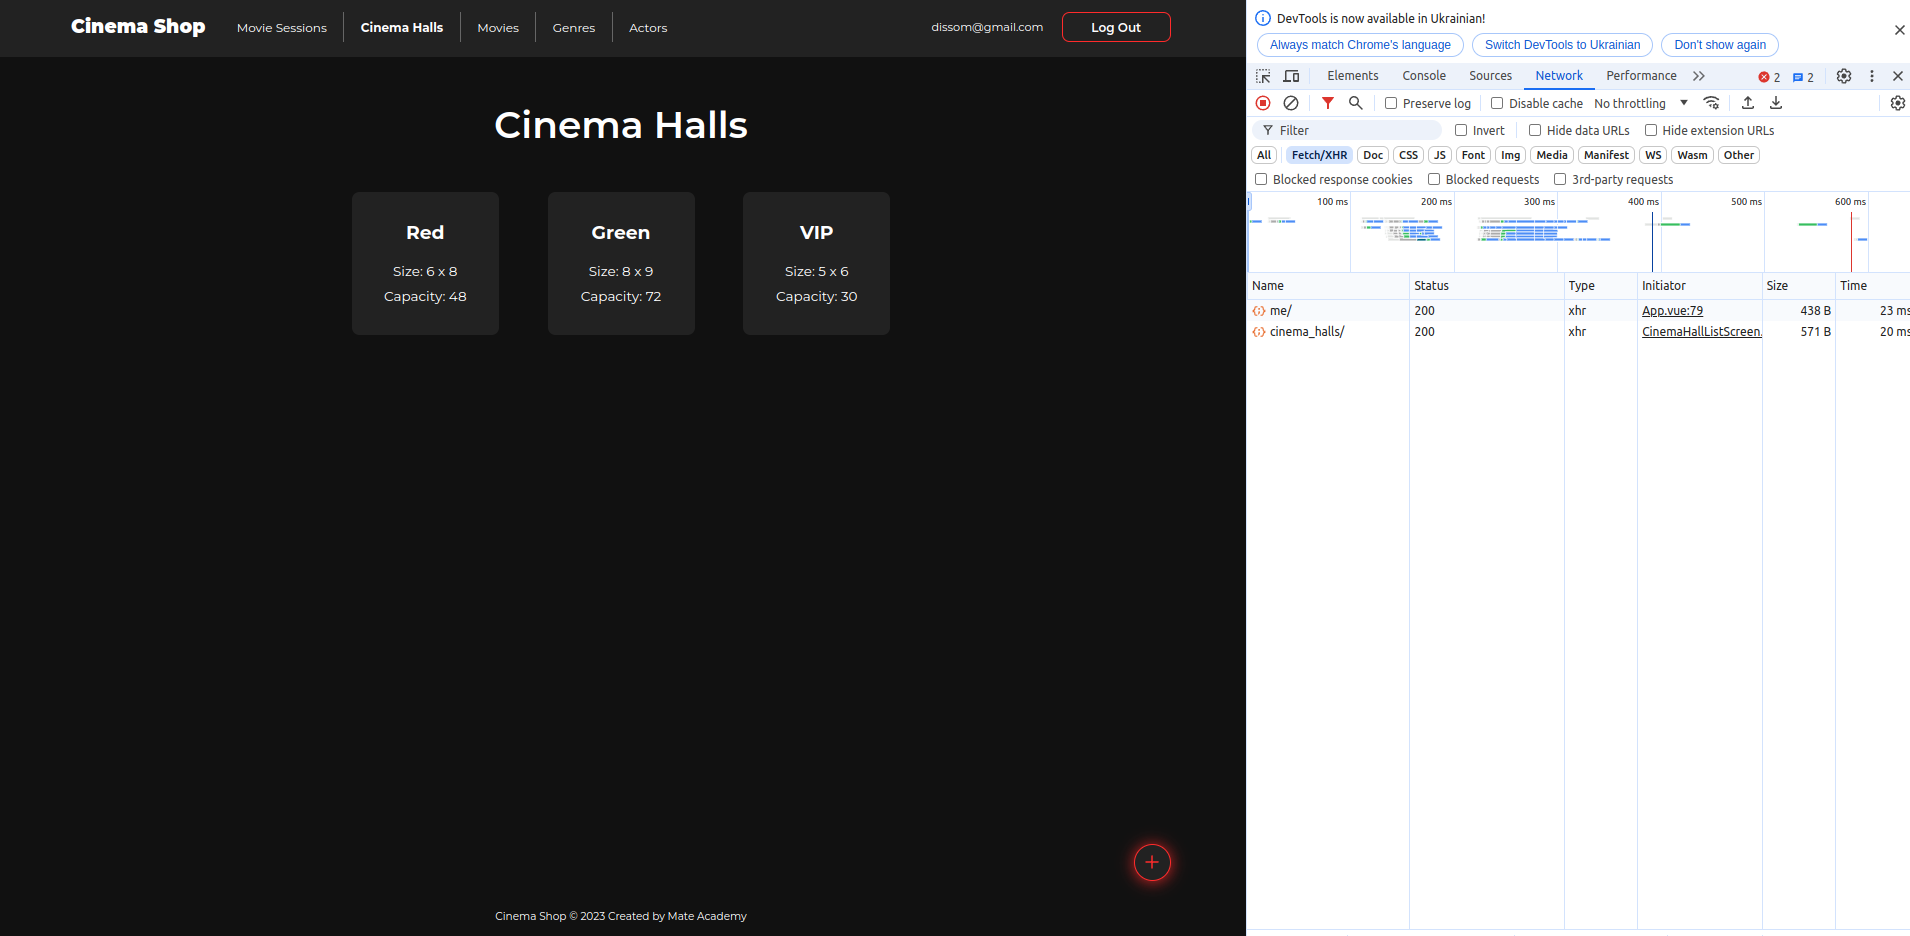 Cinema Shop
Movie Sessions
Cinema Halls
Movies
Genres
Actors
dissom@gmail.com
Log Out
Cinema Halls
Red
Size: 6 x 8
Capacity: 48
Green
Size: 8 x 9
Capacity: 72
VIP
Size: 5 x 6
Capacity: 30
Cinema Shop © 2023 Created by Mate Academy
DevTools is now available in Ukrainian!
Always match Chrome's language
Switch DevTools to Ukrainian
Don't show again
Elements
Console
Sources
Network
Performance
2
2
Preserve log
Disable cache
No throttling
Filter
Invert
Hide data URLs
Hide extension URLs
All
Fetch/XHR
Doc
CSS
JS
Font
Img
Media
Manifest
WS
Wasm
Other
Blocked response cookies
Blocked requests
3rd-party requests
100 ms
200 ms
300 ms
400 ms
500 ms
600 ms
Name Status Type Initiator Size Time
me/ 200 xhr App.vue:79 438 B 23 ms
cinema_halls/ 200 xhr CinemaHallListScreen. 571 B 20 ms